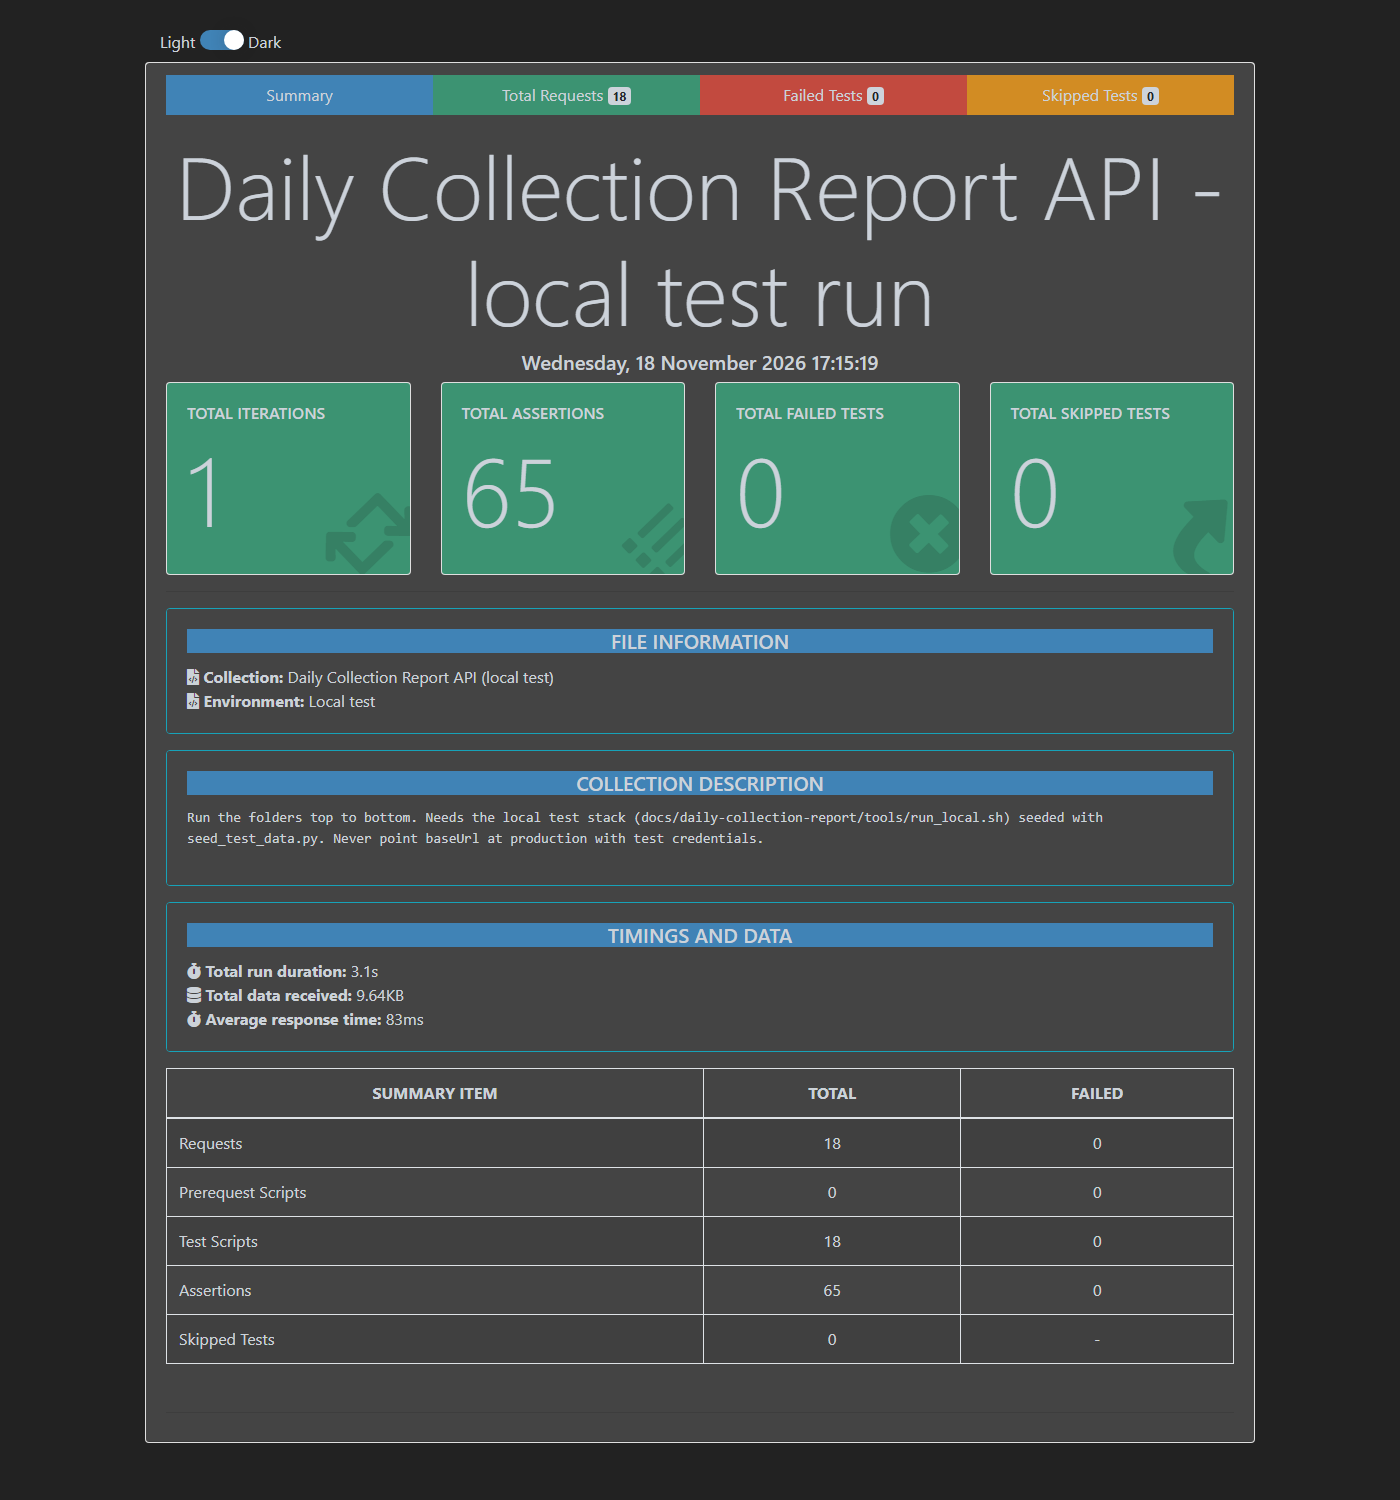 Light Dark
Summary
Total Requests 18
Failed Tests 0
Skipped Tests 0
Daily Collection Report API -
local test run
Wednesday, 18 November 2026 17:15:19
TOTAL ITERATIONS
1
TOTAL ASSERTIONS
65
TOTAL FAILED TESTS
0
TOTAL SKIPPED TESTS
0
FILE INFORMATION
Collection: Daily Collection Report API (local test)
Environment: Local test
COLLECTION DESCRIPTION
Run the folders top to bottom. Needs the local test stack (docs/daily-collection-report/tools/run_local.sh) seeded with
seed_test_data.py. Never point baseUrl at production with test credentials.
TIMINGS AND DATA
Total run duration: 3.1s
Total data received: 9.64KB
Average response time: 83ms
SUMMARY ITEM TOTAL FAILED
Requests 18 0
Prerequest Scripts 0 0
Test Scripts 18 0
Assertions 65 0
Skipped Tests 0 -